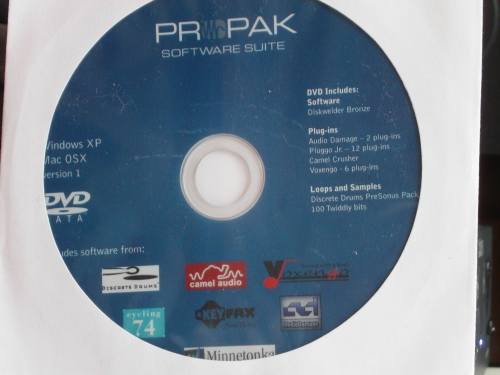 PROPAK
SOFTWARE SUITE
DVD Includes:
Software
Diskwelder Bronze
Plug-ins
Audio Damage - 2 plug-ins
Pluggo Jr. - 12 plug-ins
Camel Crusher
Voxengo - 6 plug-ins
Loops and Samples
Discrete Drums PreSonus Pack
100 Twiddly bits
Windows XP
Mac OSX
version 1
DVD
DATA
udes software from:
DISCRETE DRUMS
camel audio
Voxengo
cycling
74
KEYFAX
Minnetonka